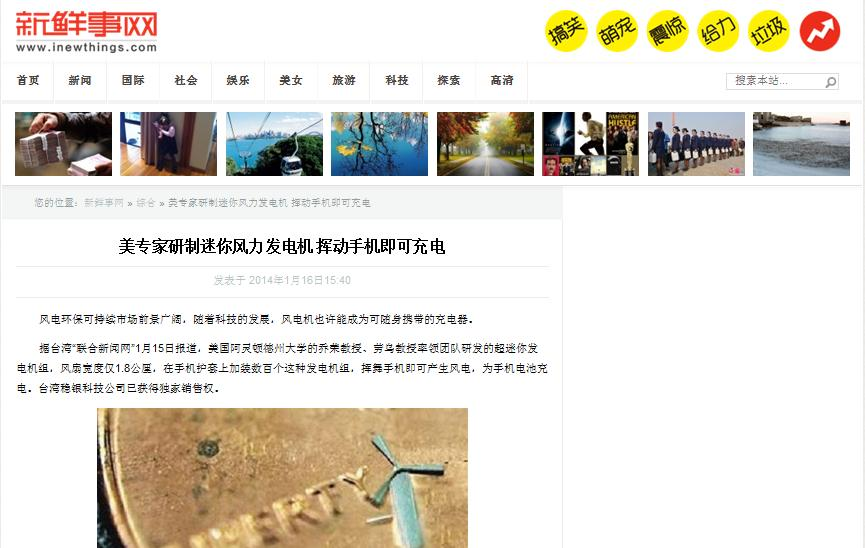 新鲜事网
www.inewthings.com
搞笑 萌宠 震惊 给力 垃圾
首页 新闻 国际 社会 娱乐 美女 旅游 科技 探索 高清
搜索本站...
AMERICAN HUSTLE
您的位置: 新鲜事网 » 综合 » 美专家研制迷你风力发电机 挥动手机即可充电
美专家研制迷你风力发电机 挥动手机即可充电
发表于 2014年1月16日15:40
风电环保可持续市场前景广阔，随着科技的发展，风电机也许能成为可随身携带的充电器。
据台湾“联合新闻网”1月15日报道，美国阿灵顿德州大学的乔荣教授、劳乌教授率领团队研发的超迷你发
电机组，风扇宽度仅1.8公厘，在手机护套上加装数百个这种发电机组，挥舞手机即可产生风电，为手机电池充
电。台湾稳银科技公司已获得独家销售权。
LIBERTY